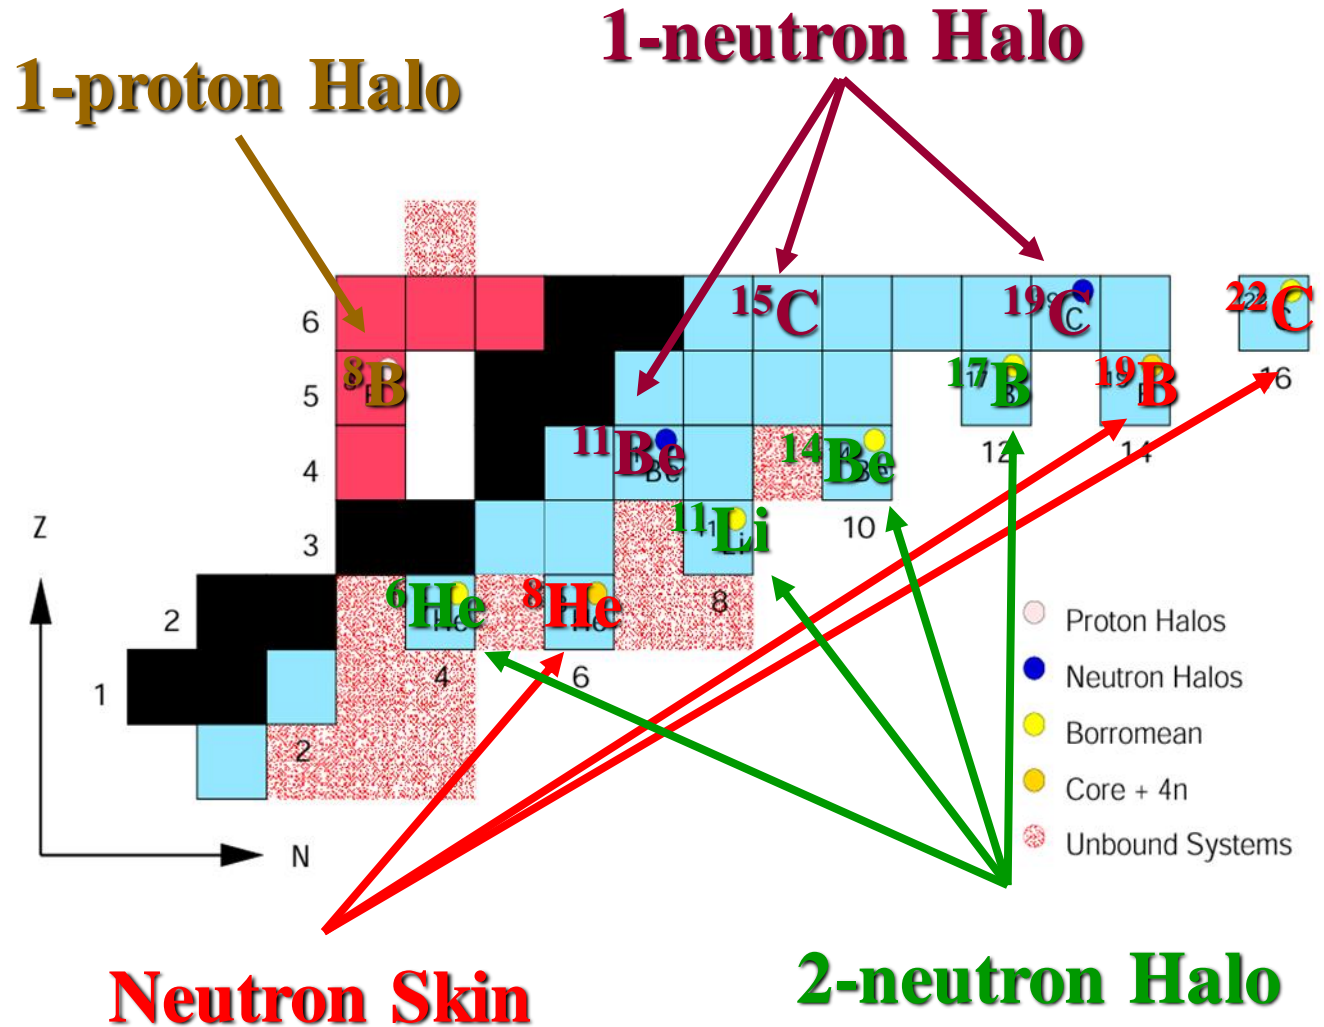 1-neutron Halo
1-proton Halo
6
15C
19C
22C
5
8B
17B
19B
16
4
11Be
14Be
12
14
3
11Li
10
Z
2
6He
8He
8
Proton Halos
1
4
6
Neutron Halos
2
Borromean
Core + 4n
N
Unbound Systems
Neutron Skin
2-neutron Halo